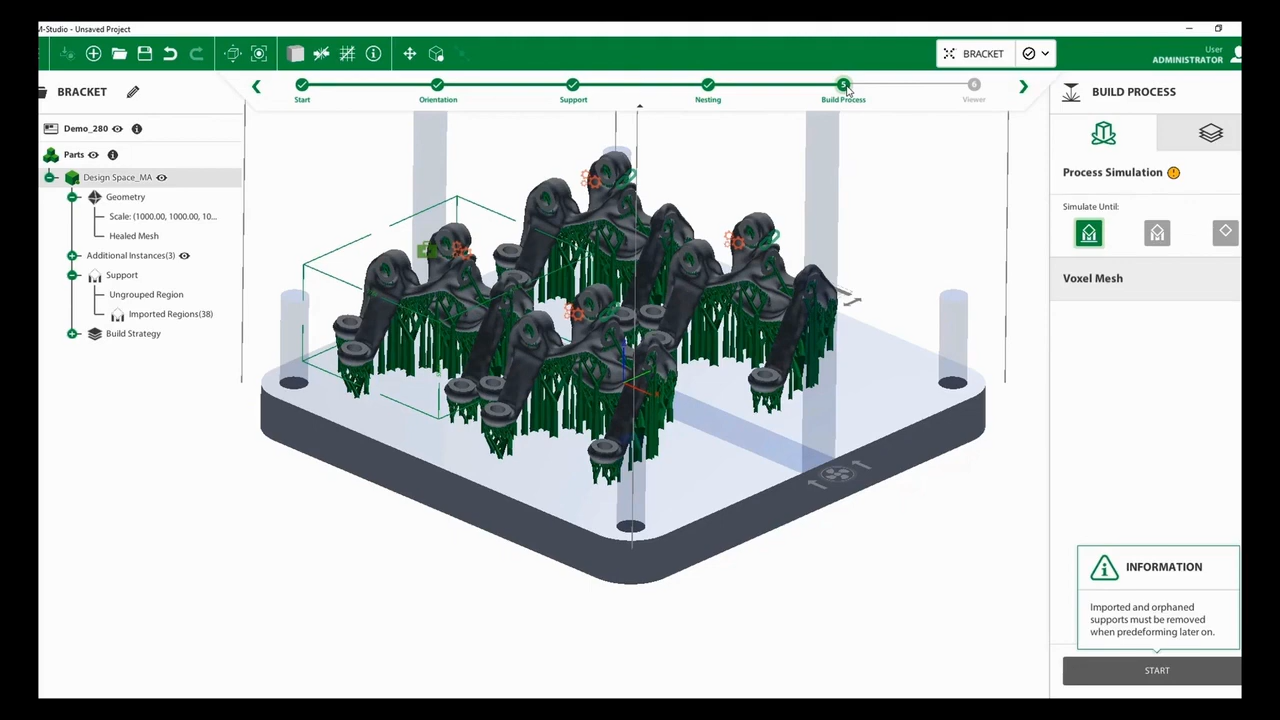 M-Studio - Unsaved Project
BRACKET
User
ADMINISTRATOR
BRACKET
Start
Orientation
Support
Nesting
5
Build Process
6
Viewer
BUILD PROCESS
Demo_280
Parts
Design Space_MA
Geometry
Scale: (1000.00, 1000.00, 10...
Healed Mesh
Additional Instances(3)
Support
Ungrouped Region
Imported Regions(38)
Build Strategy
Process Simulation
Simulate Until:
Voxel Mesh
INFORMATION
Imported and orphaned
supports must be removed
when predeforming later on.
START